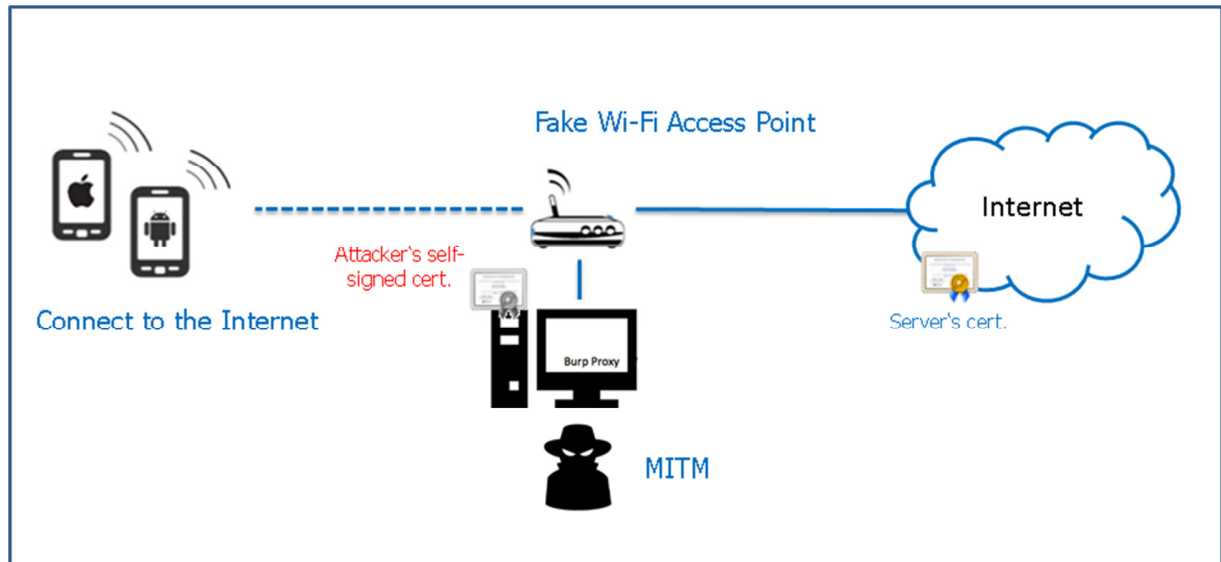 Fake Wi-Fi Access Point
Internet
Attacker's self-
signed cert.
Connect to the Internet
Server's cert.
Burp Proxy
MITM